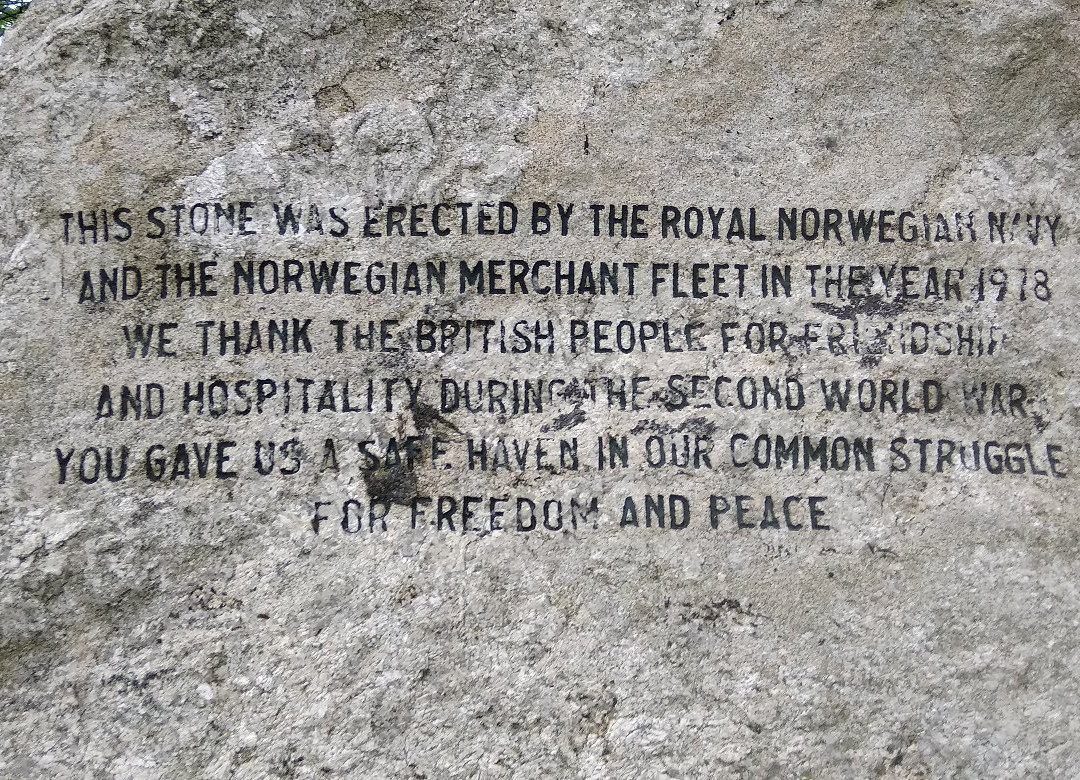 THIS STONE WAS ERECTED BY THE ROYAL NORWEGIAN NAVY
AND THE NORWEGIAN MERCHANT FLEET IN THE YEAR 1978
WE THANK THE BRITISH PEOPLE FOR FRIENDSHIP
AND HOSPITALITY DURING THE SECOND WORLD WAR
YOU GAVE US A SAFE HAVEN IN OUR COMMON STRUGGLE
FOR FREEDOM AND PEACE